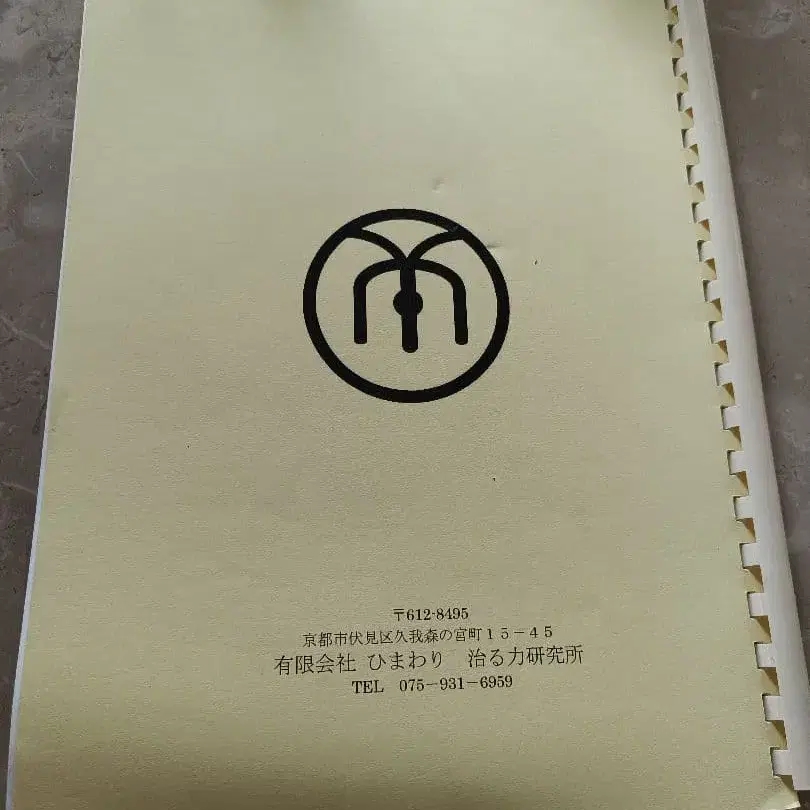 〒612-8495
京都市伏見区久我森の宮町１５－４５
有限会社 ひまわり　治る力研究所
TEL　075－931－6959